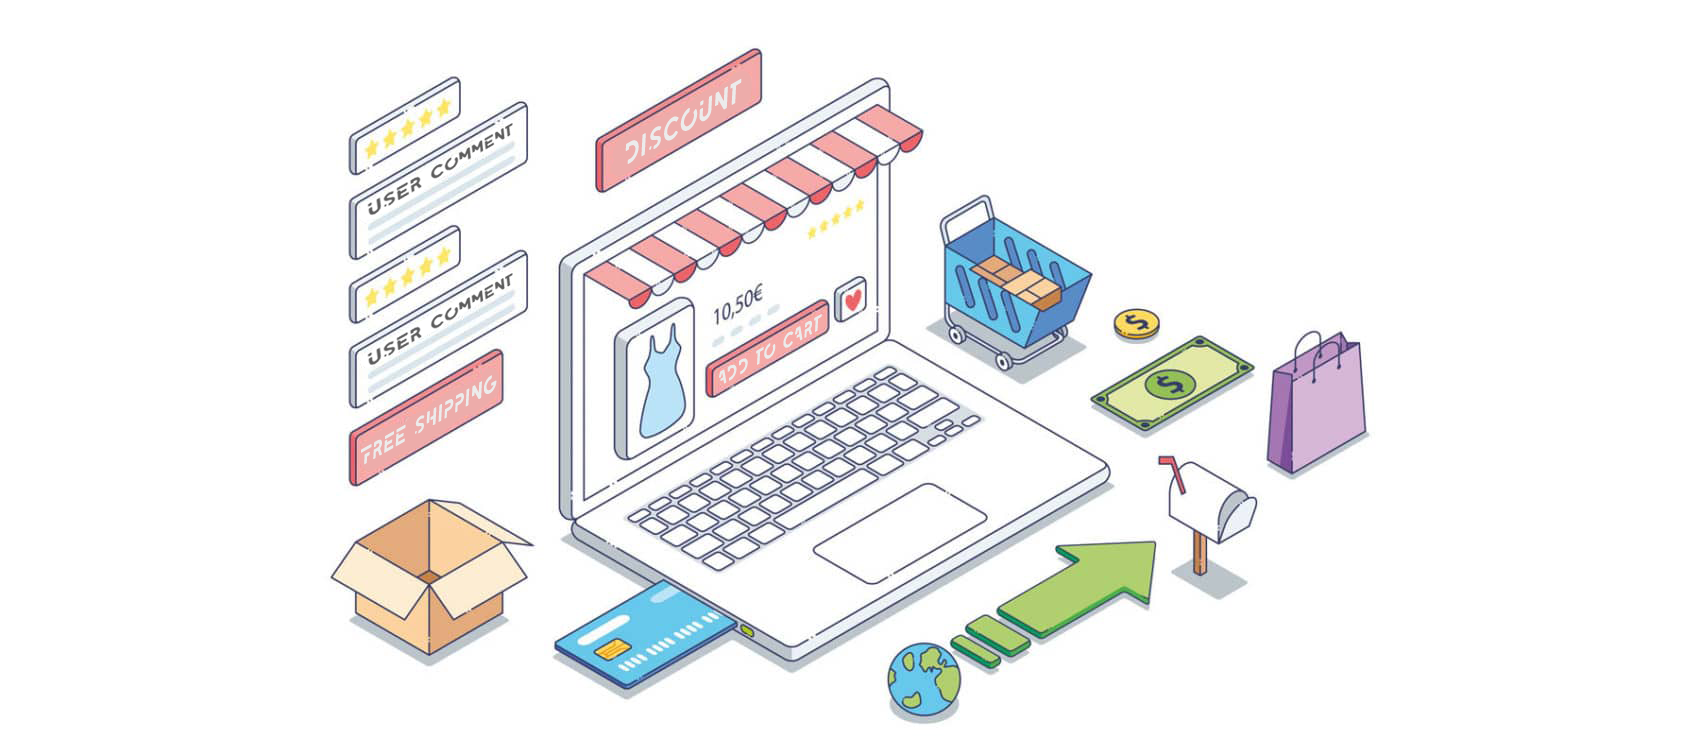 DISCOUNT
USER COMMENT
USER COMMENT
FREE SHIPPING
10,50€
ADD TO CART
$
$